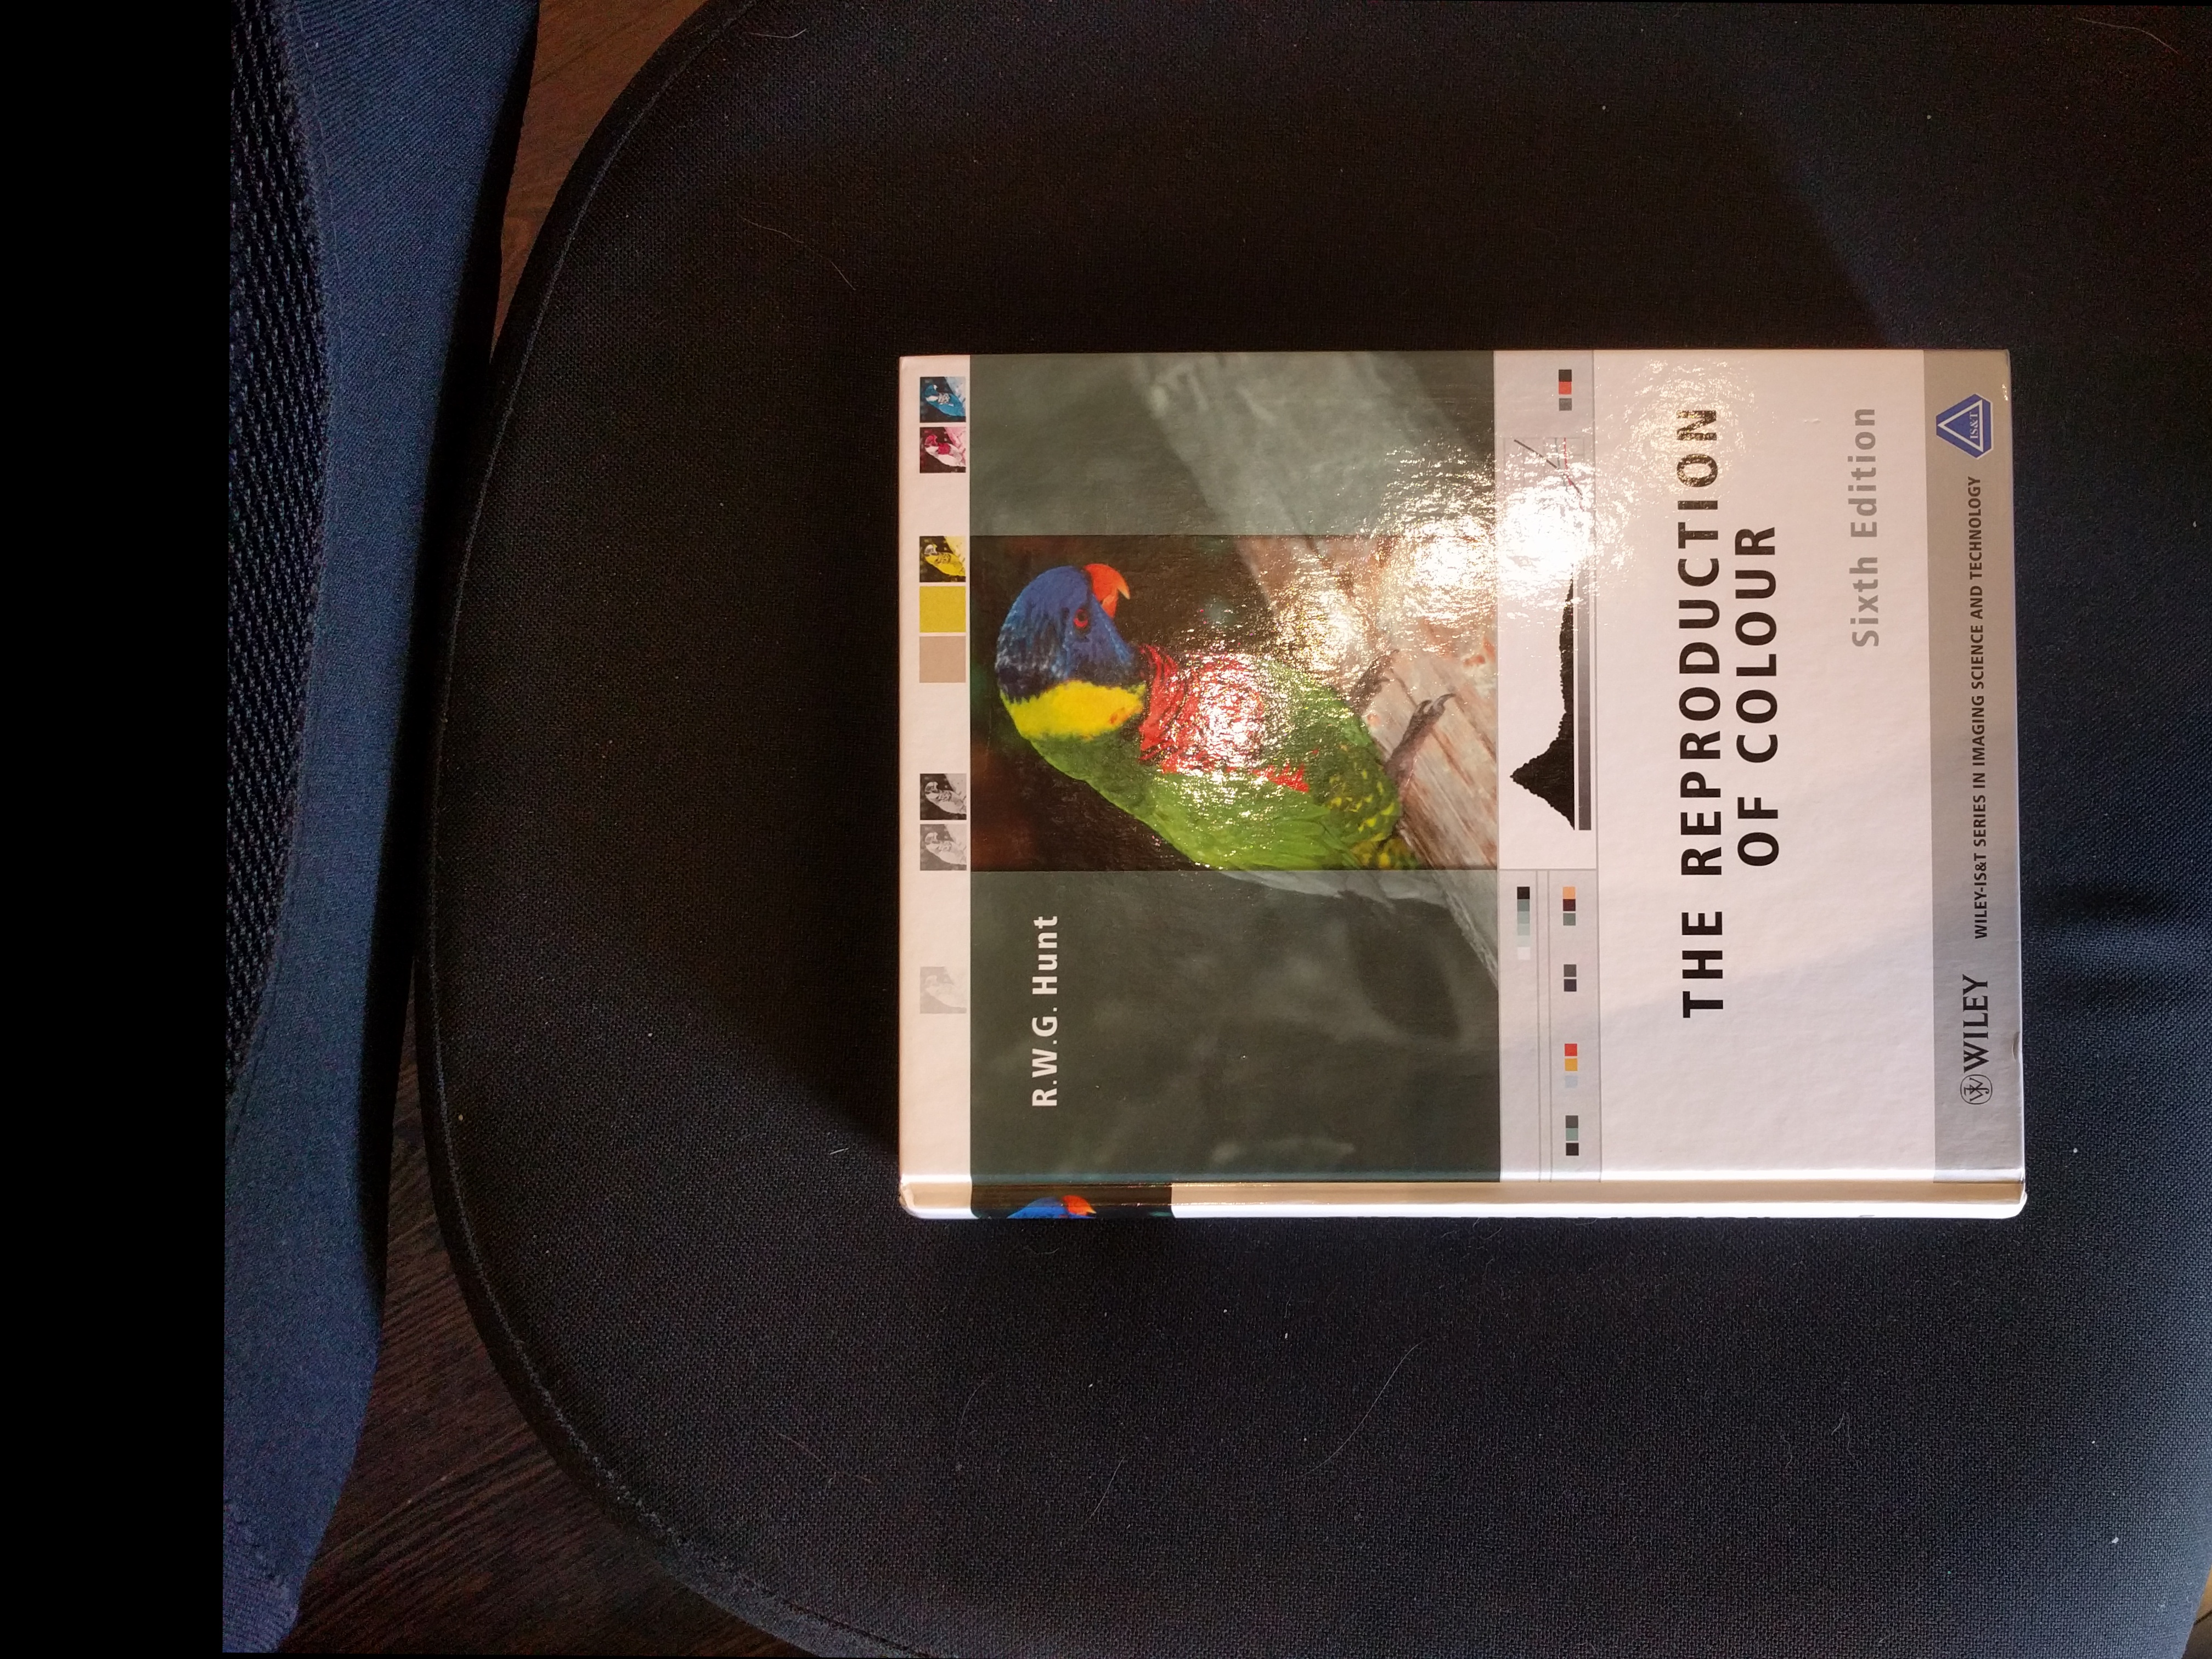 R.W.G. Hunt
THE REPRODUCTION
OF COLOUR
Sixth Edition
WILEY
WILEY-IS&T SERIES IN IMAGING SCIENCE AND TECHNOLOGY
IS&T